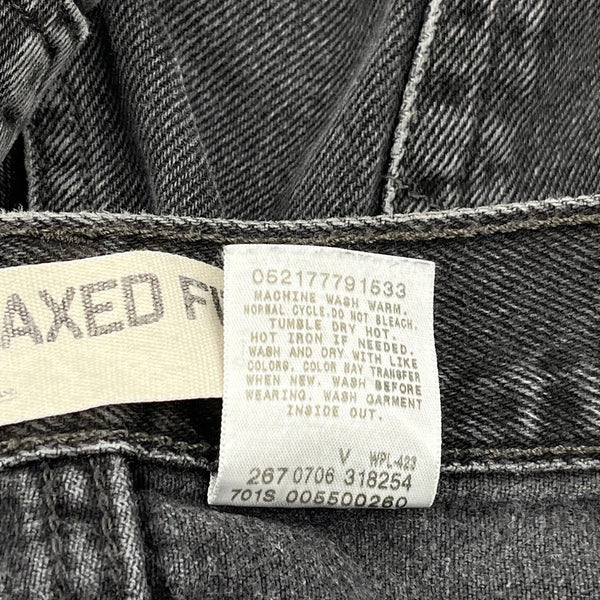 AXED F
052177791533
MACHINE WASH WARM.
NORMAL CYCLE.DO NOT BLEACH.
TUMBLE DRY HOT.
HOT IRON IF NEEDED.
WASH AND DRY WITH LIKE
COLORS. COLOR MAY TRANSFER
WHEN NEW. WASH BEFORE
WEARING. WASH GARMENT
INSIDE OUT.
V WPL-423
267 0706 318254
701S 005500260